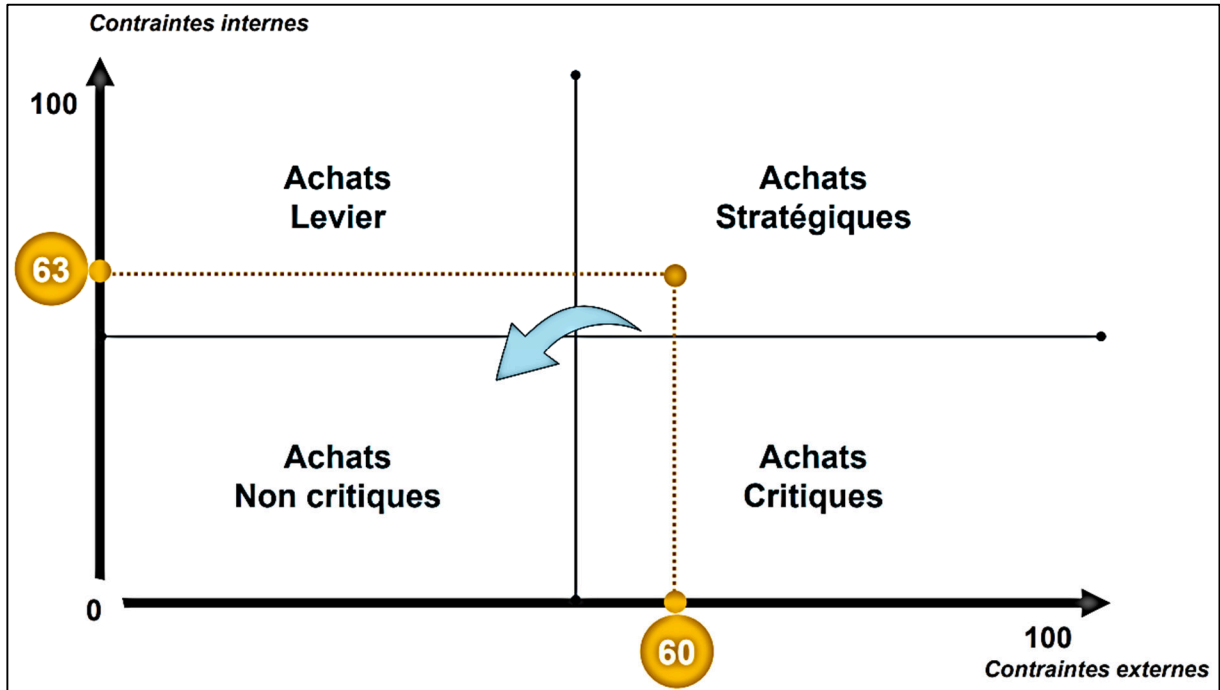 Contraintes internes
100
Achats
Levier
Achats
Stratégiques
63
Achats
Non critiques
Achats
Critiques
0
60
100
Contraintes externes